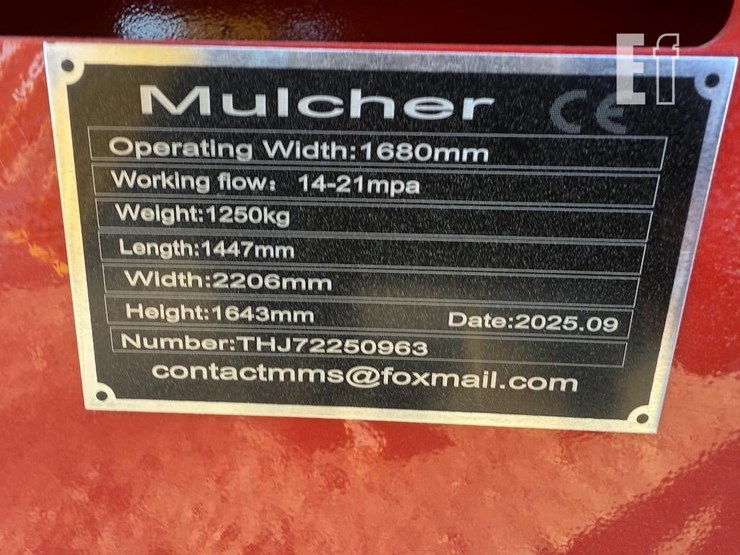 Ef
Mulcher CE
Operating Width:1680mm
Working flow： 14-21mpa
Weight:1250kg
Length:1447mm
Width:2206mm
Height:1643mm Date:2025.09
Number:THJ72250963
contactmms@foxmail.com